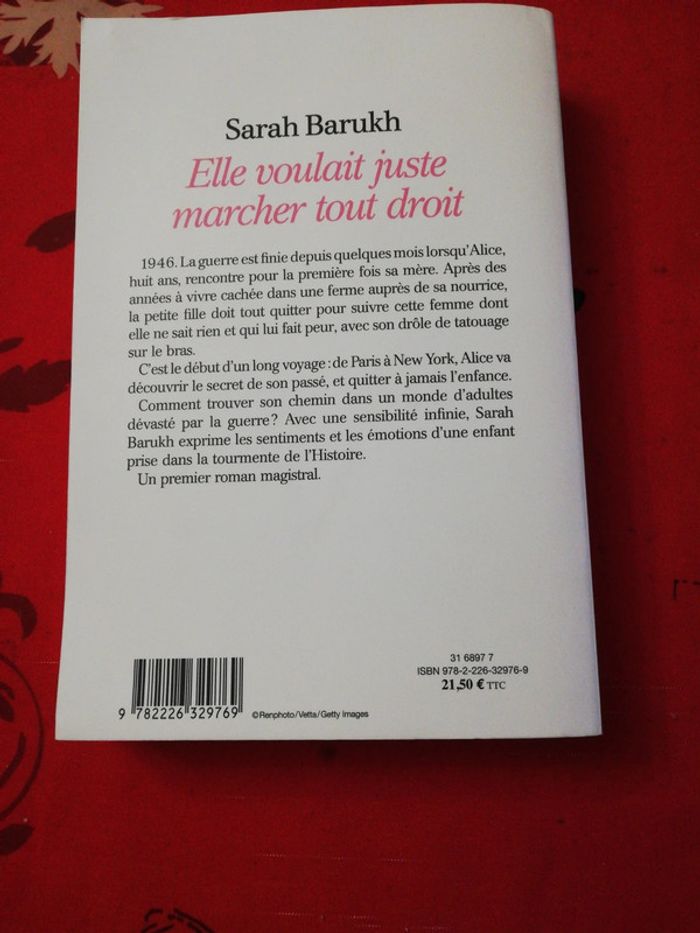 Sarah Barukh
Elle voulait juste
marcher tout droit
1946. La guerre est finie depuis quelques mois lorsqu'Alice,
huit ans, rencontre pour la première fois sa mère. Après des
années à vivre cachée dans une ferme auprès de sa nourrice,
la petite fille doit tout quitter pour suivre cette femme dont
elle ne sait rien et qui lui fait peur, avec son drôle de tatouage
sur le bras.
C'est le début d'un long voyage : de Paris à New York, Alice va
découvrir le secret de son passé, et quitter à jamais l'enfance.
Comment trouver son chemin dans un monde d'adultes
dévasté par la guerre ? Avec une sensibilité infinie, Sarah
Barukh exprime les sentiments et les émotions d'une enfant
prise dans la tourmente de l'Histoire.
Un premier roman magistral.
31 6897 7
ISBN 978-2-226-32976-9
21,50 € TTC
9 782226 329769
©Renphoto/Vetta/Getty Images